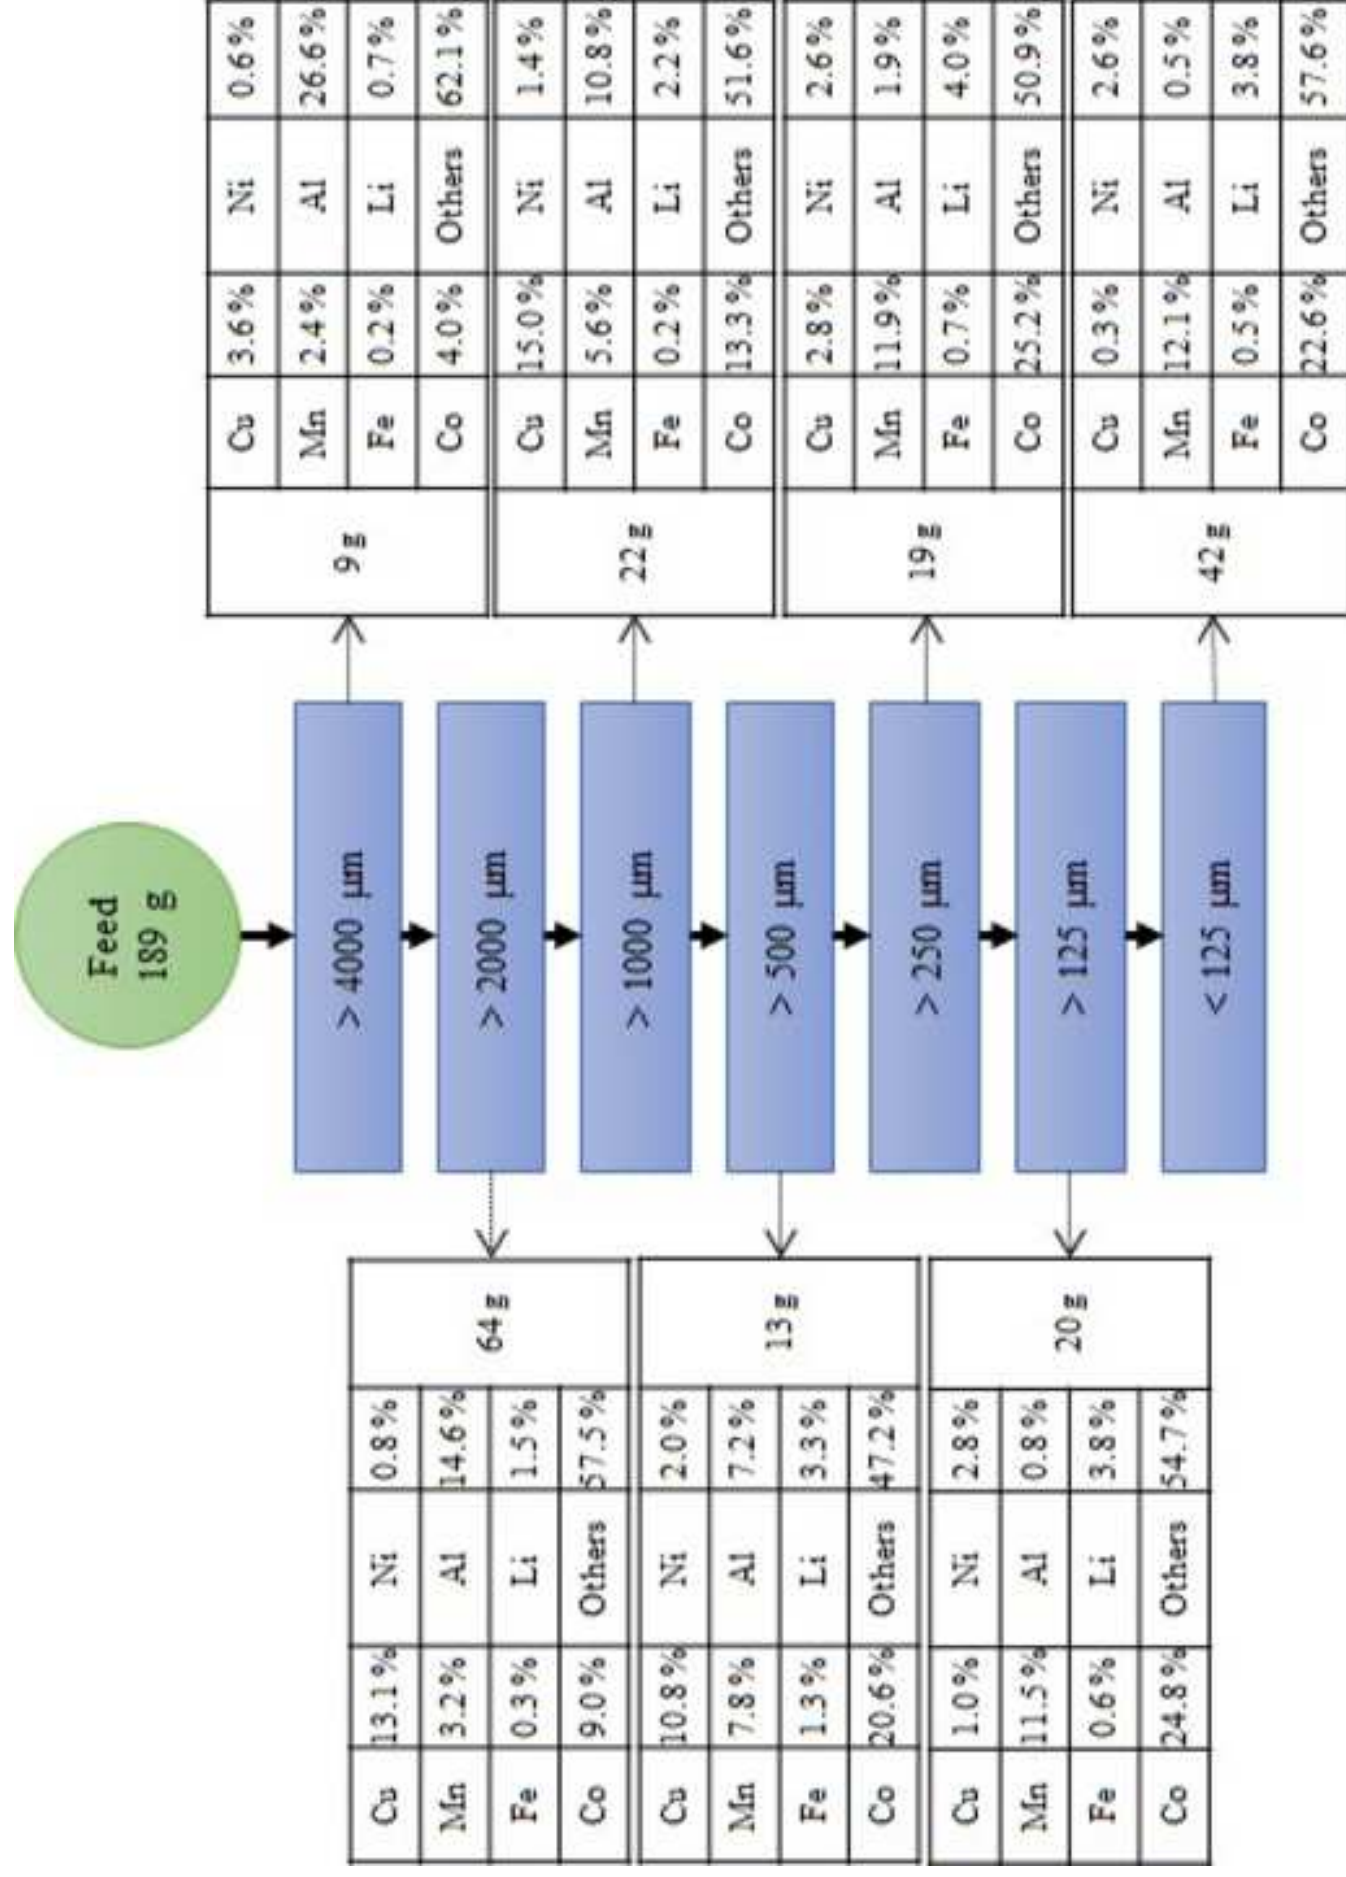 Feed
189 g
> 4000 µm
9 g
Cu 3.6% Ni 0.6%
Mn 2.4% Al 26.6%
Fe 0.2% Li 0.7%
Co 4.0% Others 62.1%
> 2000 µm
Cu 13.1% Ni 0.8%
Mn 3.2% Al 14.6%
64 g
Fe 0.3% Li 1.5%
Co 9.0% Others 57.5%
> 1000 µm
22 g
Cu 15.0% Ni 1.4%
Mn 5.6% Al 10.8%
Fe 0.2% Li 2.2%
Co 13.3% Others 51.6%
> 500 µm
Cu 10.8% Ni 2.0%
Mn 7.8% Al 7.2%
13 g
Fe 1.3% Li 3.3%
Co 20.6% Others 47.2%
> 250 µm
19 g
Cu 2.8% Ni 2.6%
Mn 11.9% Al 1.9%
Fe 0.7% Li 4.0%
Co 25.2% Others 50.9%
> 125 µm
Cu 1.0% Ni 2.8%
Mn 11.5% Al 0.8%
20 g
Fe 0.6% Li 3.8%
Co 24.8% Others 54.7%
< 125 µm
42 g
Cu 0.3% Ni 2.6%
Mn 12.1% Al 0.5%
Fe 0.5% Li 3.8%
Co 22.6% Others 57.6%